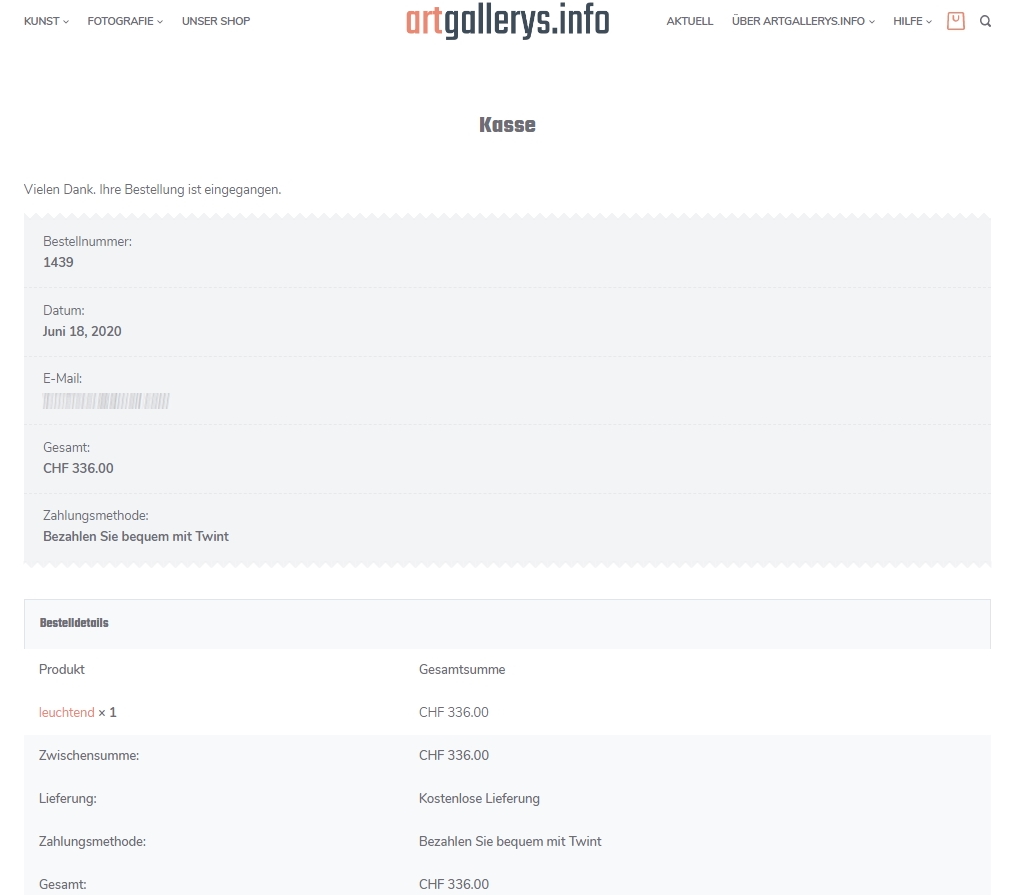 KUNST FOTOGRAFIE UNSER SHOP artgallerys.info AKTUELL ÜBER ARTGALLERYS.INFO HILFE
Kasse
Vielen Dank. Ihre Bestellung ist eingegangen.
Bestellnummer:
1439
Datum:
Juni 18, 2020
E-Mail:
Gesamt:
CHF 336.00
Zahlungsmethode:
Bezahlen Sie bequem mit Twint
Bestelldetails
Produkt Gesamtsumme
leuchtend × 1 CHF 336.00
Zwischensumme: CHF 336.00
Lieferung: Kostenlose Lieferung
Zahlungsmethode: Bezahlen Sie bequem mit Twint
Gesamt: CHF 336.00